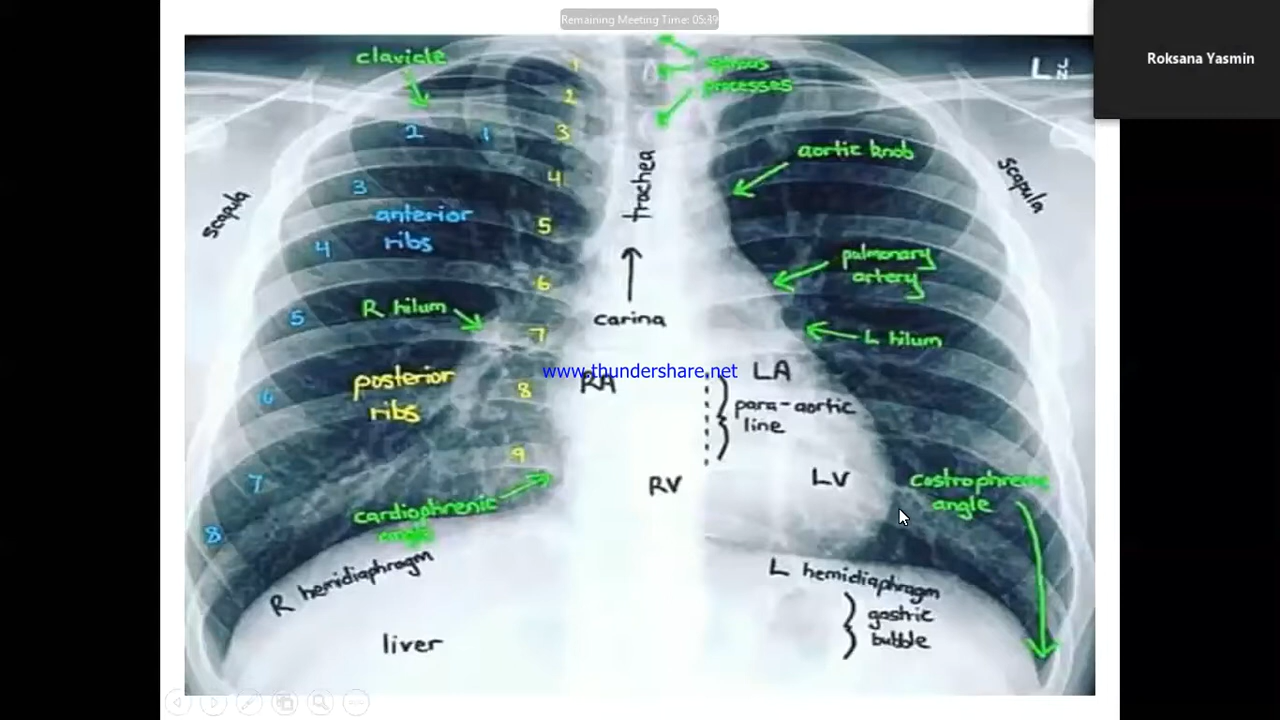 Remaining Meeting Time: 05:39
Roksana Yasmin
clavicle
spinous
processes
L
1
2
3
4
5
6
7
8
9
2
1
3
4
5
6
7
8
anterior
ribs
scapula
scapula
trachea
aortic knob
pulmonary
artery
R hilum
carina
L hilum
www.thundershare.net
posterior
ribs
RA
LA
para-aortic
line
RV
LV
cardiophrenic
angle
costrophrenic
angle
R hemidiaphragm
L hemidiaphragm
liver
gastric
bubble